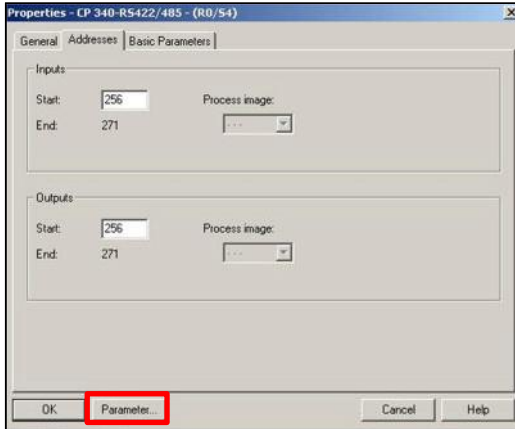 Properties - CP 340-RS422/485 - (R0/S4)
General Addresses Basic Parameters
Inputs
Start: 256 Process image:
End: 271 ---
Outputs
Start: 256 Process image:
End: 271 ---
OK Parameter... Cancel Help